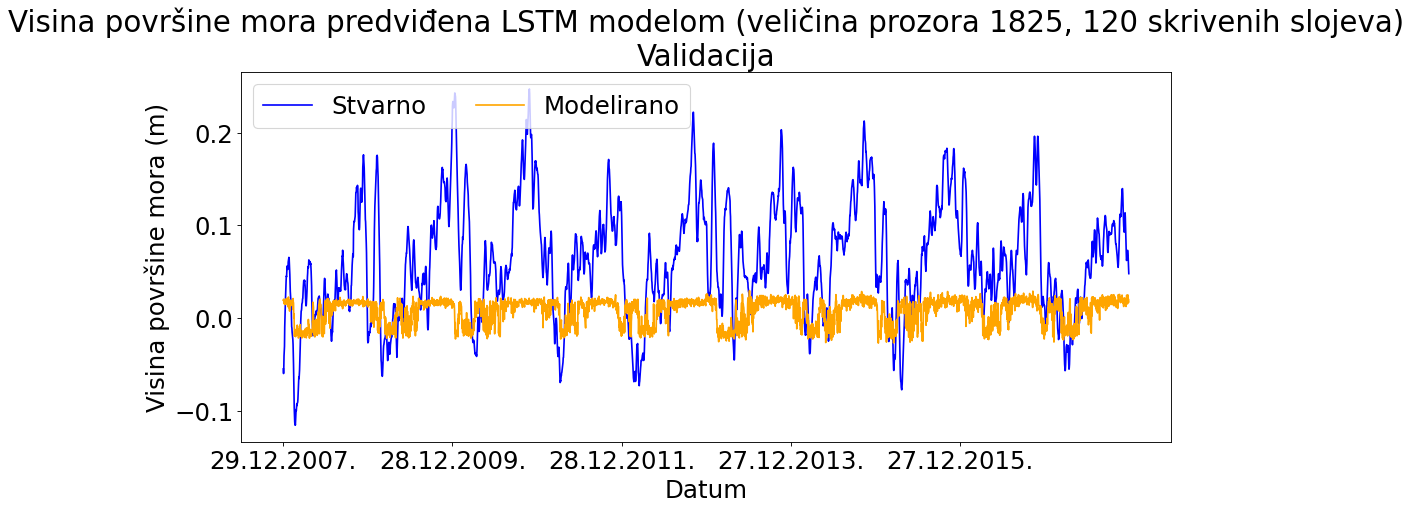 Visina površine mora predviđena LSTM modelom (veličina prozora 1825, 120 skrivenih slojeva)
Validacija
Stvarno Modelirano
Visina površine mora (m)
0.2
0.1
0.0
−0.1
29.12.2007. 28.12.2009. 28.12.2011. 27.12.2013. 27.12.2015.
Datum